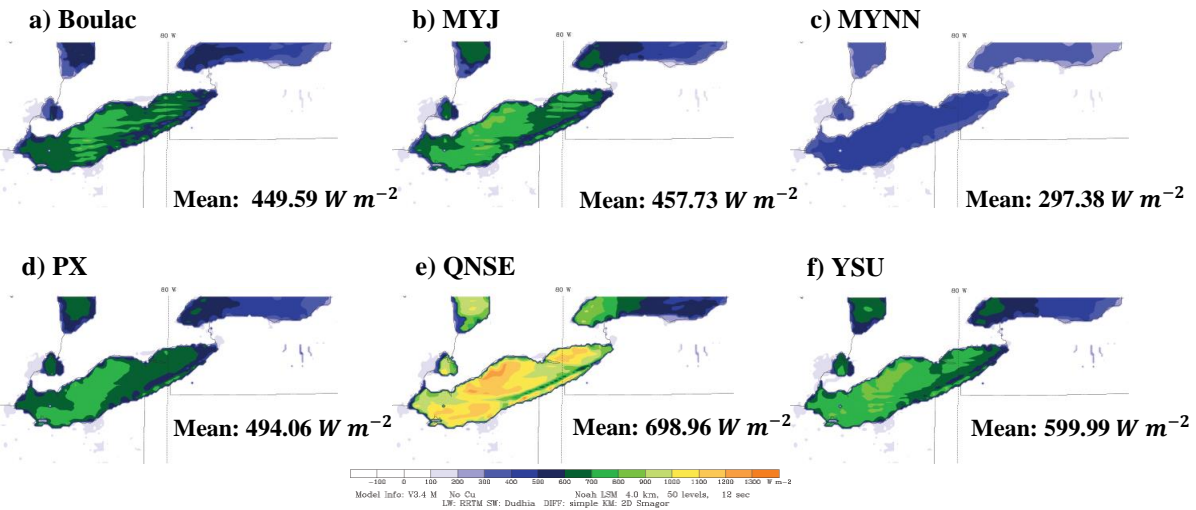 a) Boulac
b) MYJ
c) MYNN
80 W
80 W
80 W
Mean: 449.59 W m⁻²
Mean: 457.73 W m⁻²
Mean: 297.38 W m⁻²
d) PX
e) QNSE
f) YSU
80 W
80 W
80 W
Mean: 494.06 W m⁻²
Mean: 698.96 W m⁻²
Mean: 599.99 W m⁻²
-100 0 100 200 300 400 500 600 700 800 900 1000 1100 1200 1300 W m-2
Model Info: V3.4 M No Cu Noah LSM 4.0 km, 50 levels, 12 sec
LW: RRTM SW: Dudhia DIFF: simple KM: 2D Smagor